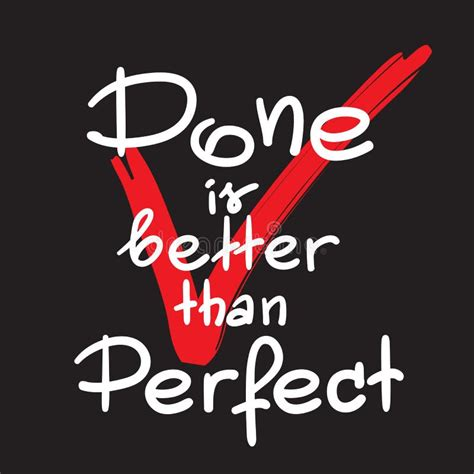 Done
is
better
than
Perfect